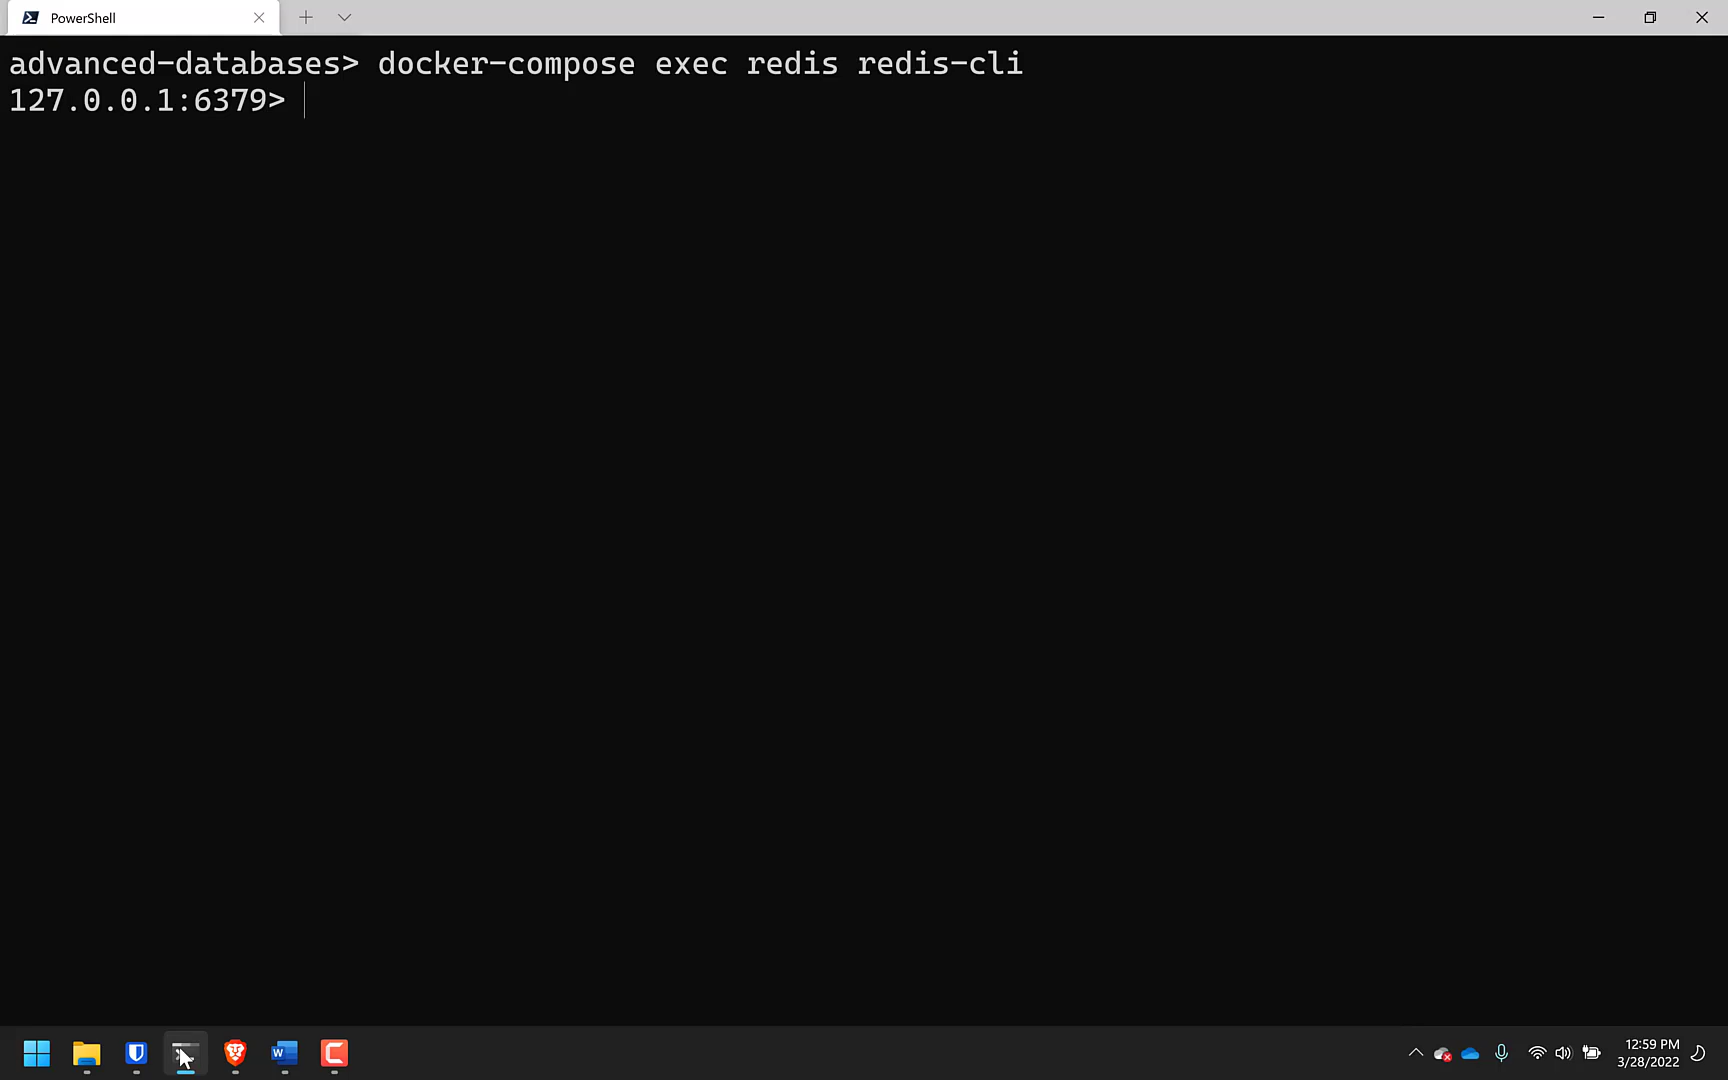 PowerShell
advanced-databases> docker-compose exec redis redis-cli
127.0.0.1:6379>
W
12:59 PM
3/28/2022